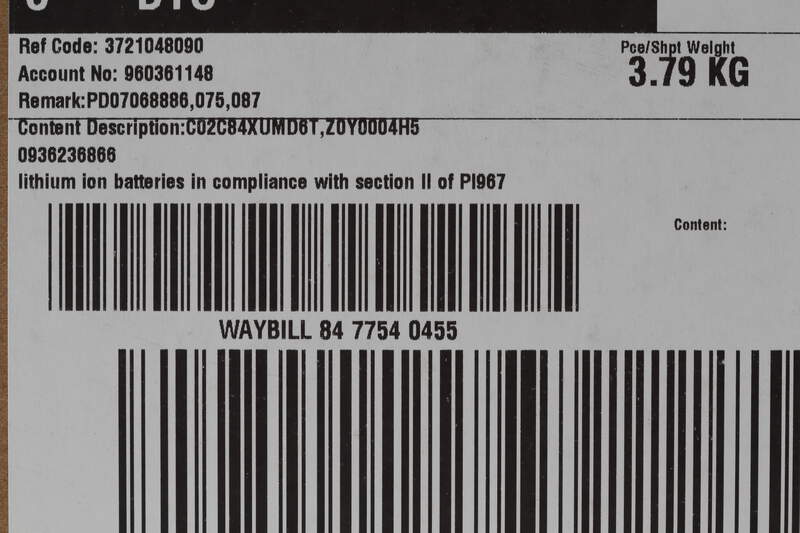 Ref Code: 3721048090
Account No: 960361148
Remark:PD07068886,075,087
Pce/Shpt Weight
3.79 KG
Content Description:C02C84XUMD6T,Z0Y0004H5
0936236866
lithium ion batteries in compliance with section II of PI967
Content:
WAYBILL 84 7754 0455